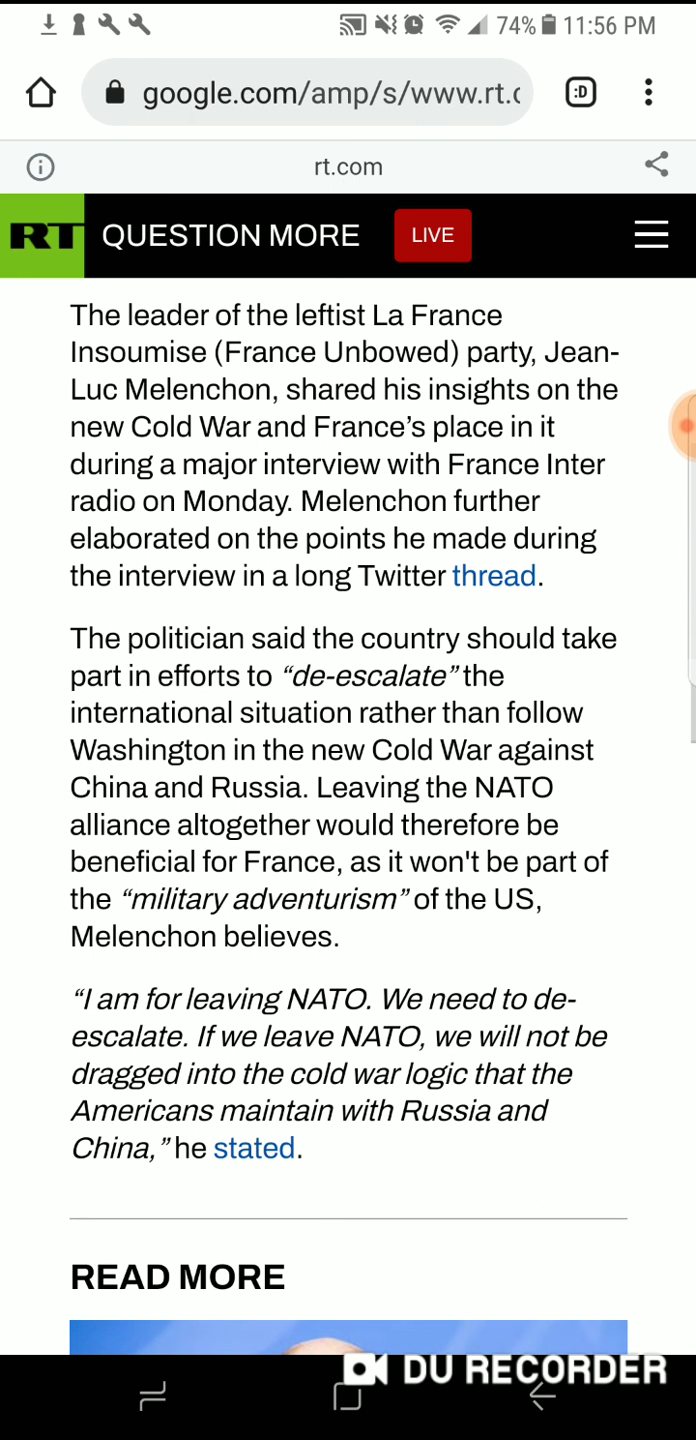 74% 11:56 PM
google.com/amp/s/www.rt.c
:D
rt.com
RT QUESTION MORE LIVE
The leader of the leftist La France
Insoumise (France Unbowed) party, Jean-
Luc Melenchon, shared his insights on the
new Cold War and France’s place in it
during a major interview with France Inter
radio on Monday. Melenchon further
elaborated on the points he made during
the interview in a long Twitter thread.
The politician said the country should take
part in efforts to “de-escalate” the
international situation rather than follow
Washington in the new Cold War against
China and Russia. Leaving the NATO
alliance altogether would therefore be
beneficial for France, as it won't be part of
the “military adventurism” of the US,
Melenchon believes.
“I am for leaving NATO. We need to de-
escalate. If we leave NATO, we will not be
dragged into the cold war logic that the
Americans maintain with Russia and
China,” he stated.
READ MORE
DU RECORDER